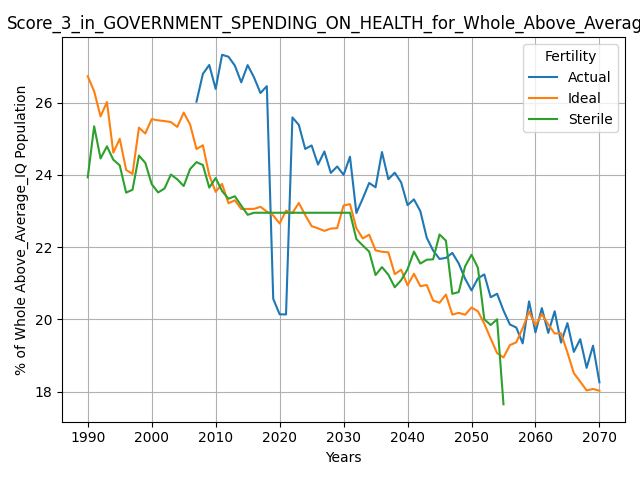 Score_3_in_GOVERNMENT_SPENDING_ON_HEALTH_for_Whole_Above_Averag
% of Whole Above_Average_IQ Population
26
24
22
20
18
Fertility
Actual
Ideal
Sterile
1990 2000 2010 2020 2030 2040 2050 2060 2070
Years